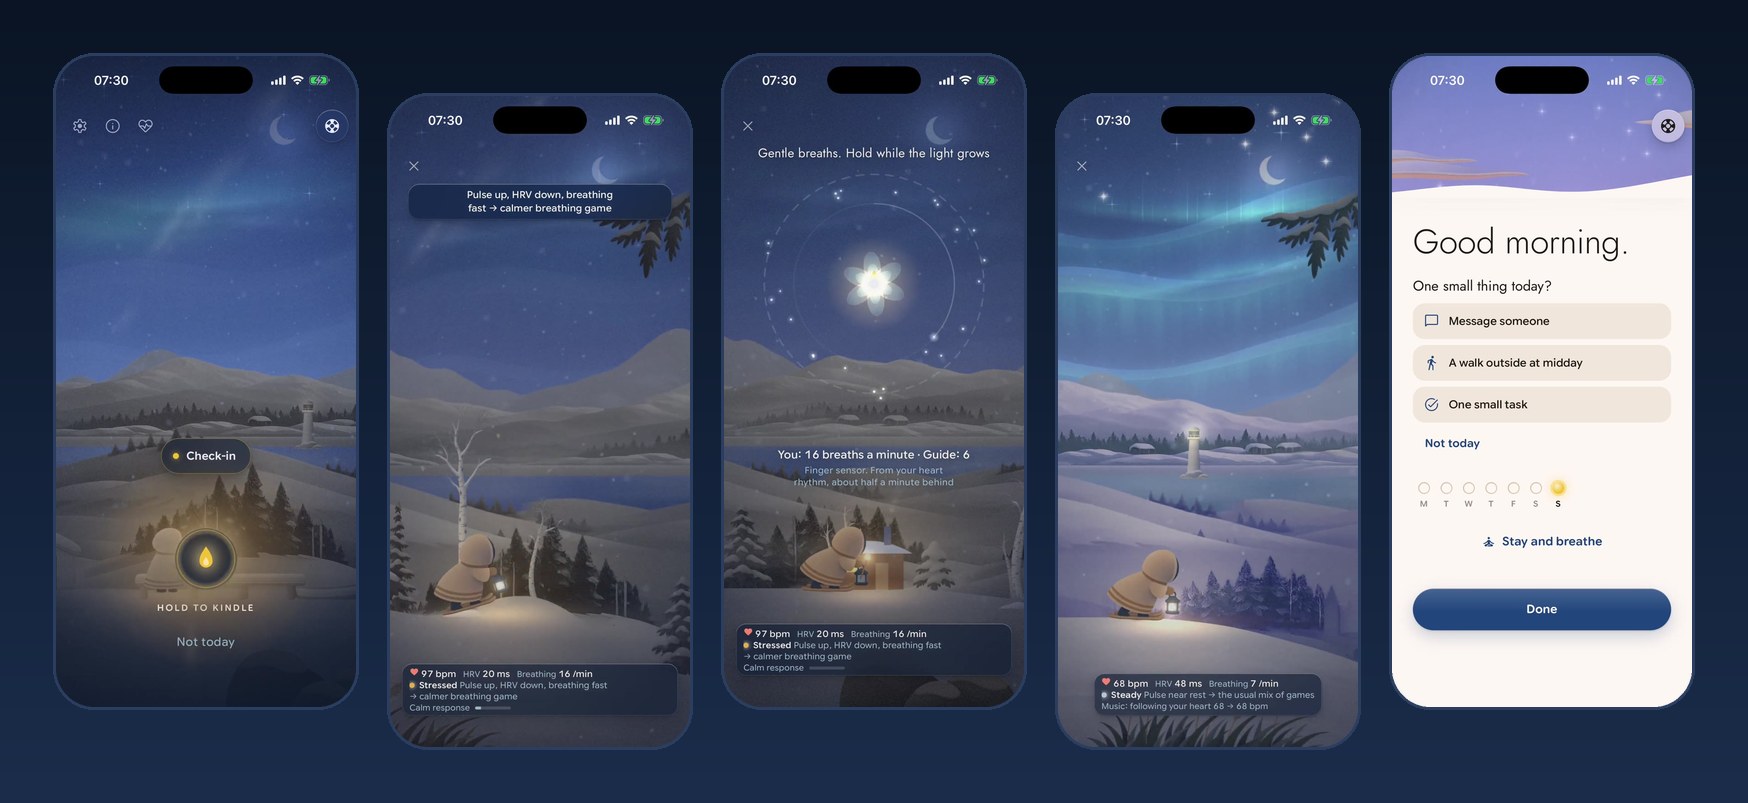 07:30
Check-in
HOLD TO KINDLE
Not today
07:30
Pulse up, HRV down, breathing
fast → calmer breathing game
97 bpm HRV 20 ms Breathing 16 /min
Stressed Pulse up, HRV down, breathing fast
→ calmer breathing game
Calm response
07:30
Gentle breaths. Hold while the light grows
You: 16 breaths a minute · Guide: 6
Finger sensor. From your heart
rhythm, about half a minute behind
97 bpm HRV 20 ms Breathing 16 /min
Stressed Pulse up, HRV down, breathing fast
→ calmer breathing game
Calm response
07:30
68 bpm HRV 48 ms Breathing 7 /min
Steady Pulse near rest → the usual mix of games
Music: following your heart 68 → 68 bpm
07:30
Good morning.
One small thing today?
Message someone
A walk outside at midday
One small task
Not today
M T W T F S S
Stay and breathe
Done